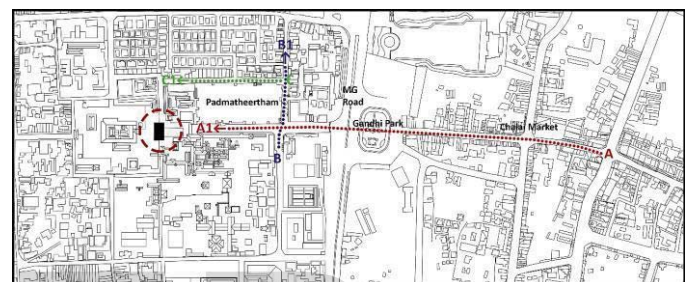 B1
C1
C
Padmatheertham
MG
Road
A1
Gandhi Park
Chalai Market
A
B